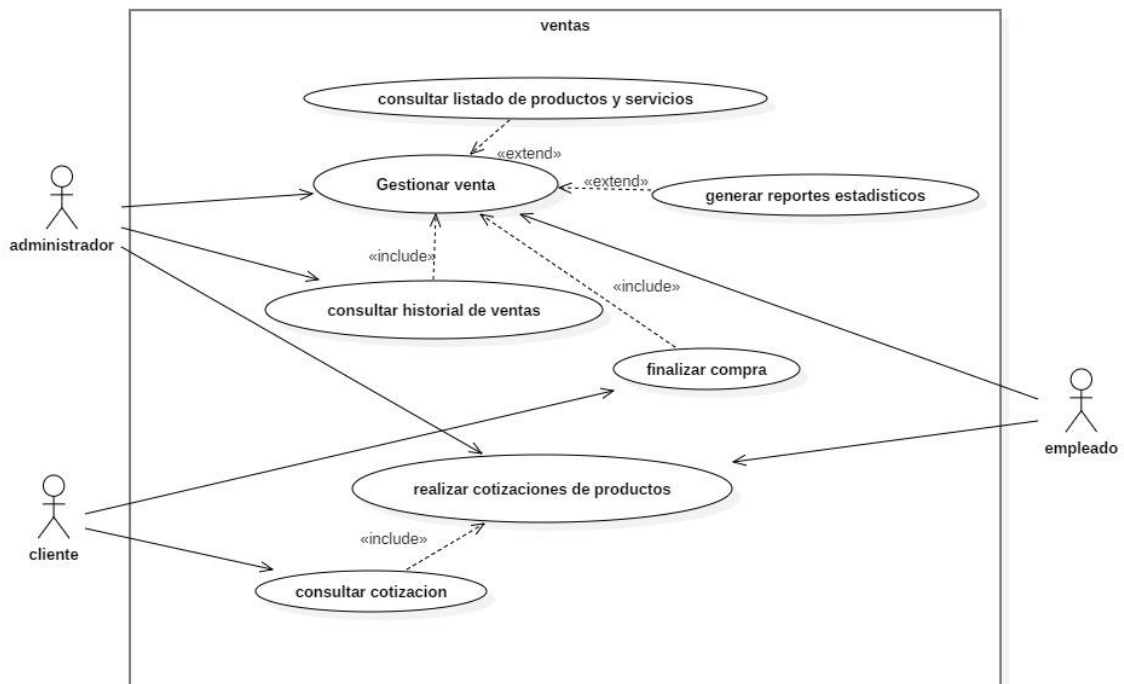 ventas
consultar listado de productos y servicios
«extend»
Gestionar venta
«extend»
generar reportes estadisticos
administrador
«include»
«include»
consultar historial de ventas
finalizar compra
empleado
realizar cotizaciones de productos
«include»
cliente
consultar cotizacion